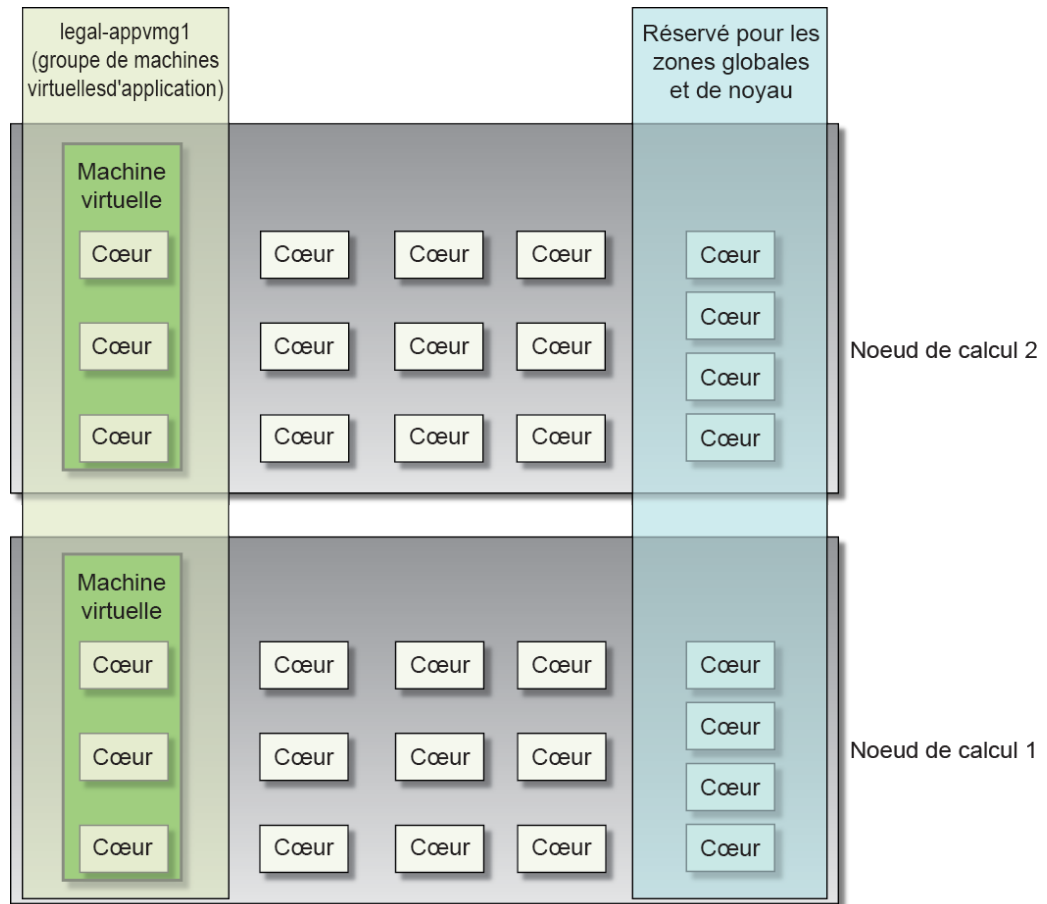 legal-appvmg1
(groupe de machines
virtuellesd'application)
Réservé pour les
zones globales
et de noyau
Machine
virtuelle
Cœur Cœur Cœur Cœur Cœur
Cœur
Cœur Cœur Cœur Cœur
Noeud de calcul 2
Cœur
Cœur Cœur Cœur Cœur Cœur
Machine
virtuelle
Cœur Cœur Cœur Cœur Cœur
Cœur
Cœur Cœur Cœur Cœur
Noeud de calcul 1
Cœur
Cœur Cœur Cœur Cœur Cœur